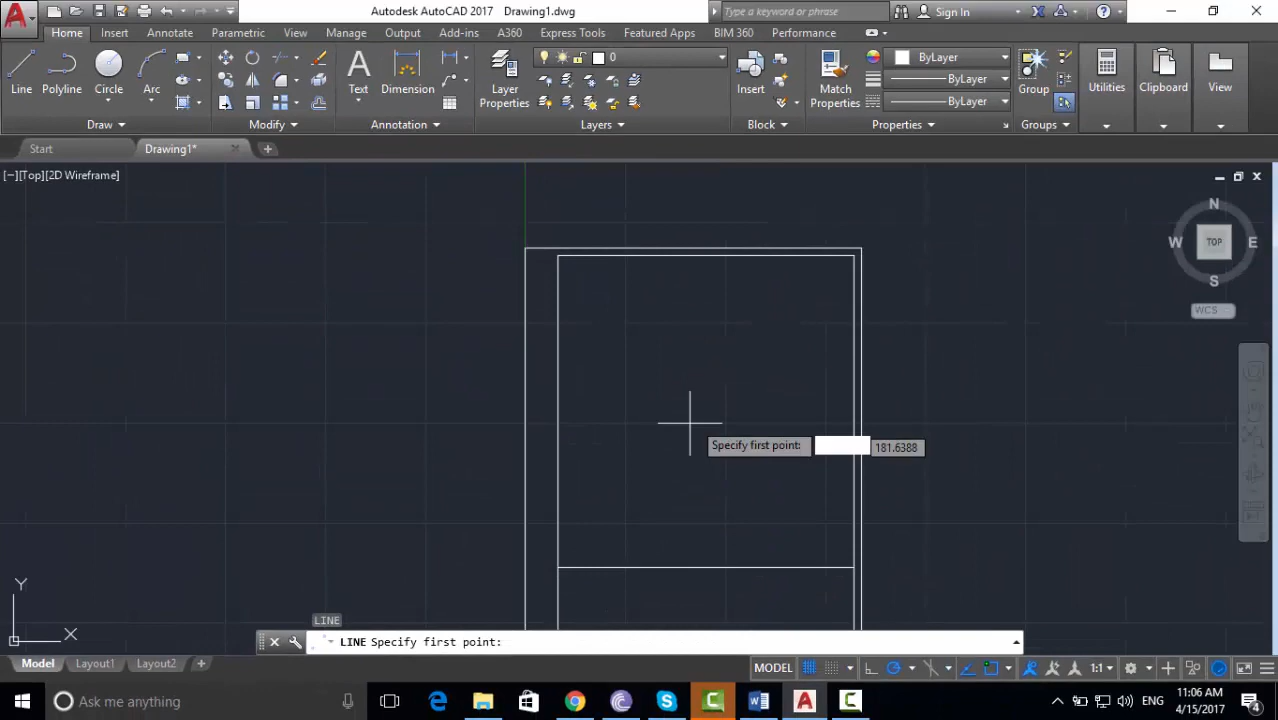 Autodesk AutoCAD 2017 Drawing1.dwg
Type a keyword or phrase
Sign In
Home Insert Annotate Parametric View Manage Output Add-ins A360 Express Tools Featured Apps BIM 360 Performance
Line Polyline Circle Arc
Draw
Modify
Text Dimension
Annotation
Layer Properties
0
Layers
Insert
Block
Match Properties
ByLayer
ByLayer
ByLayer
Properties
Group
Groups
Utilities
Clipboard
View
Start Drawing1*
[−][Top][2D Wireframe]
N
W TOP E
S
WCS
Specify first point: 181.6388
Y
X
LINE
LINE Specify first point:
Model Layout1 Layout2
MODEL 1:1
Ask me anything
ENG
11:06 AM
4/15/2017
4